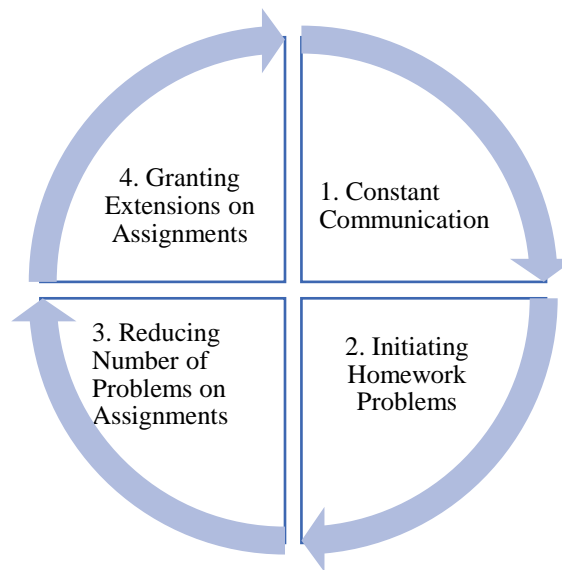 1. Constant
Communication
2. Initiating
Homework
Problems
3. Reducing
Number of
Problems on
Assignments
4. Granting
Extensions on
Assignments